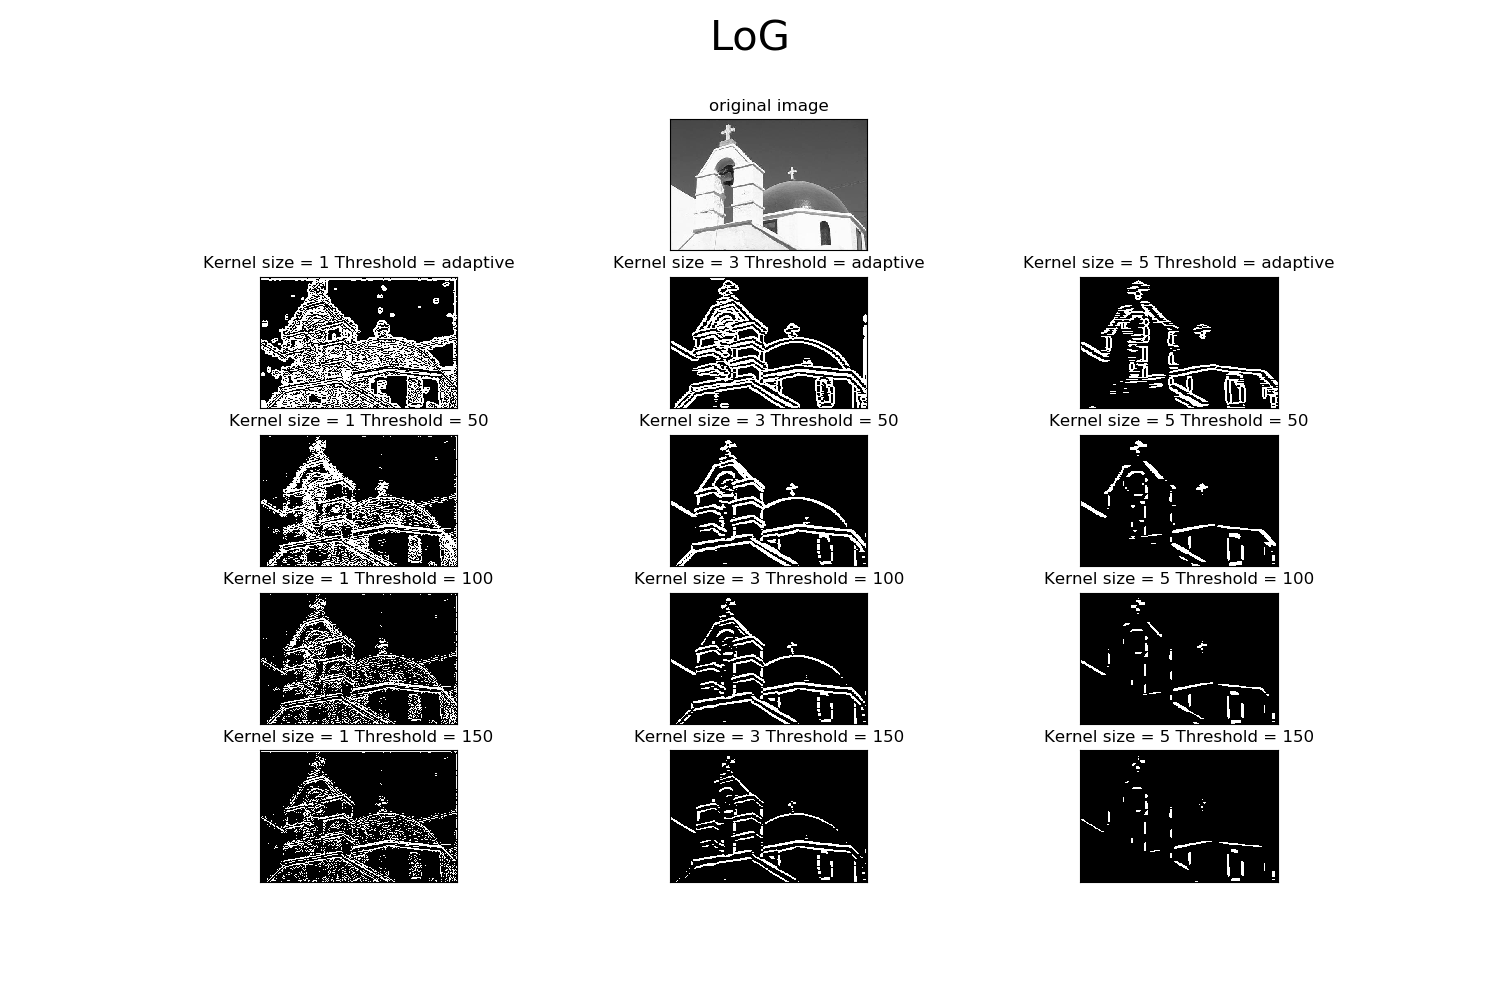 LoG
original image
Kernel size = 1 Threshold = adaptive
Kernel size = 3 Threshold = adaptive
Kernel size = 5 Threshold = adaptive
Kernel size = 1 Threshold = 50
Kernel size = 3 Threshold = 50
Kernel size = 5 Threshold = 50
Kernel size = 1 Threshold = 100
Kernel size = 3 Threshold = 100
Kernel size = 5 Threshold = 100
Kernel size = 1 Threshold = 150
Kernel size = 3 Threshold = 150
Kernel size = 5 Threshold = 150